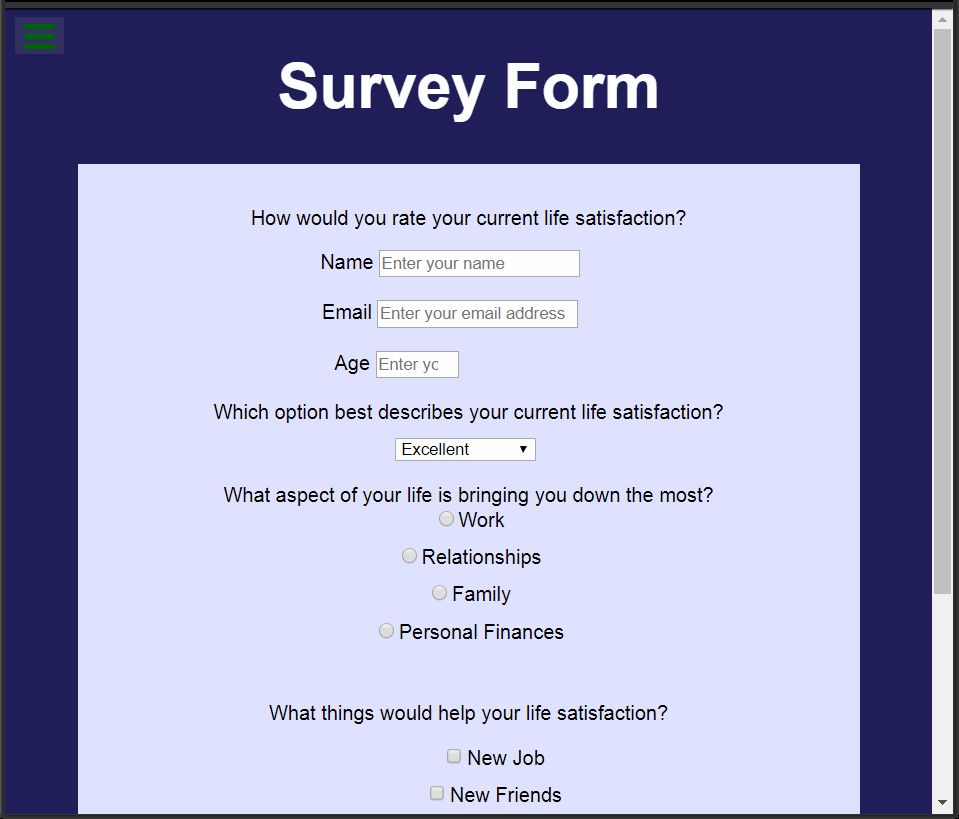 Survey Form
How would you rate your current life satisfaction?
Name Enter your name
Email Enter your email address
Age Enter yo
Which option best describes your current life satisfaction?
Excellent
What aspect of your life is bringing you down the most?
Work
Relationships
Family
Personal Finances
What things would help your life satisfaction?
New Job
New Friends